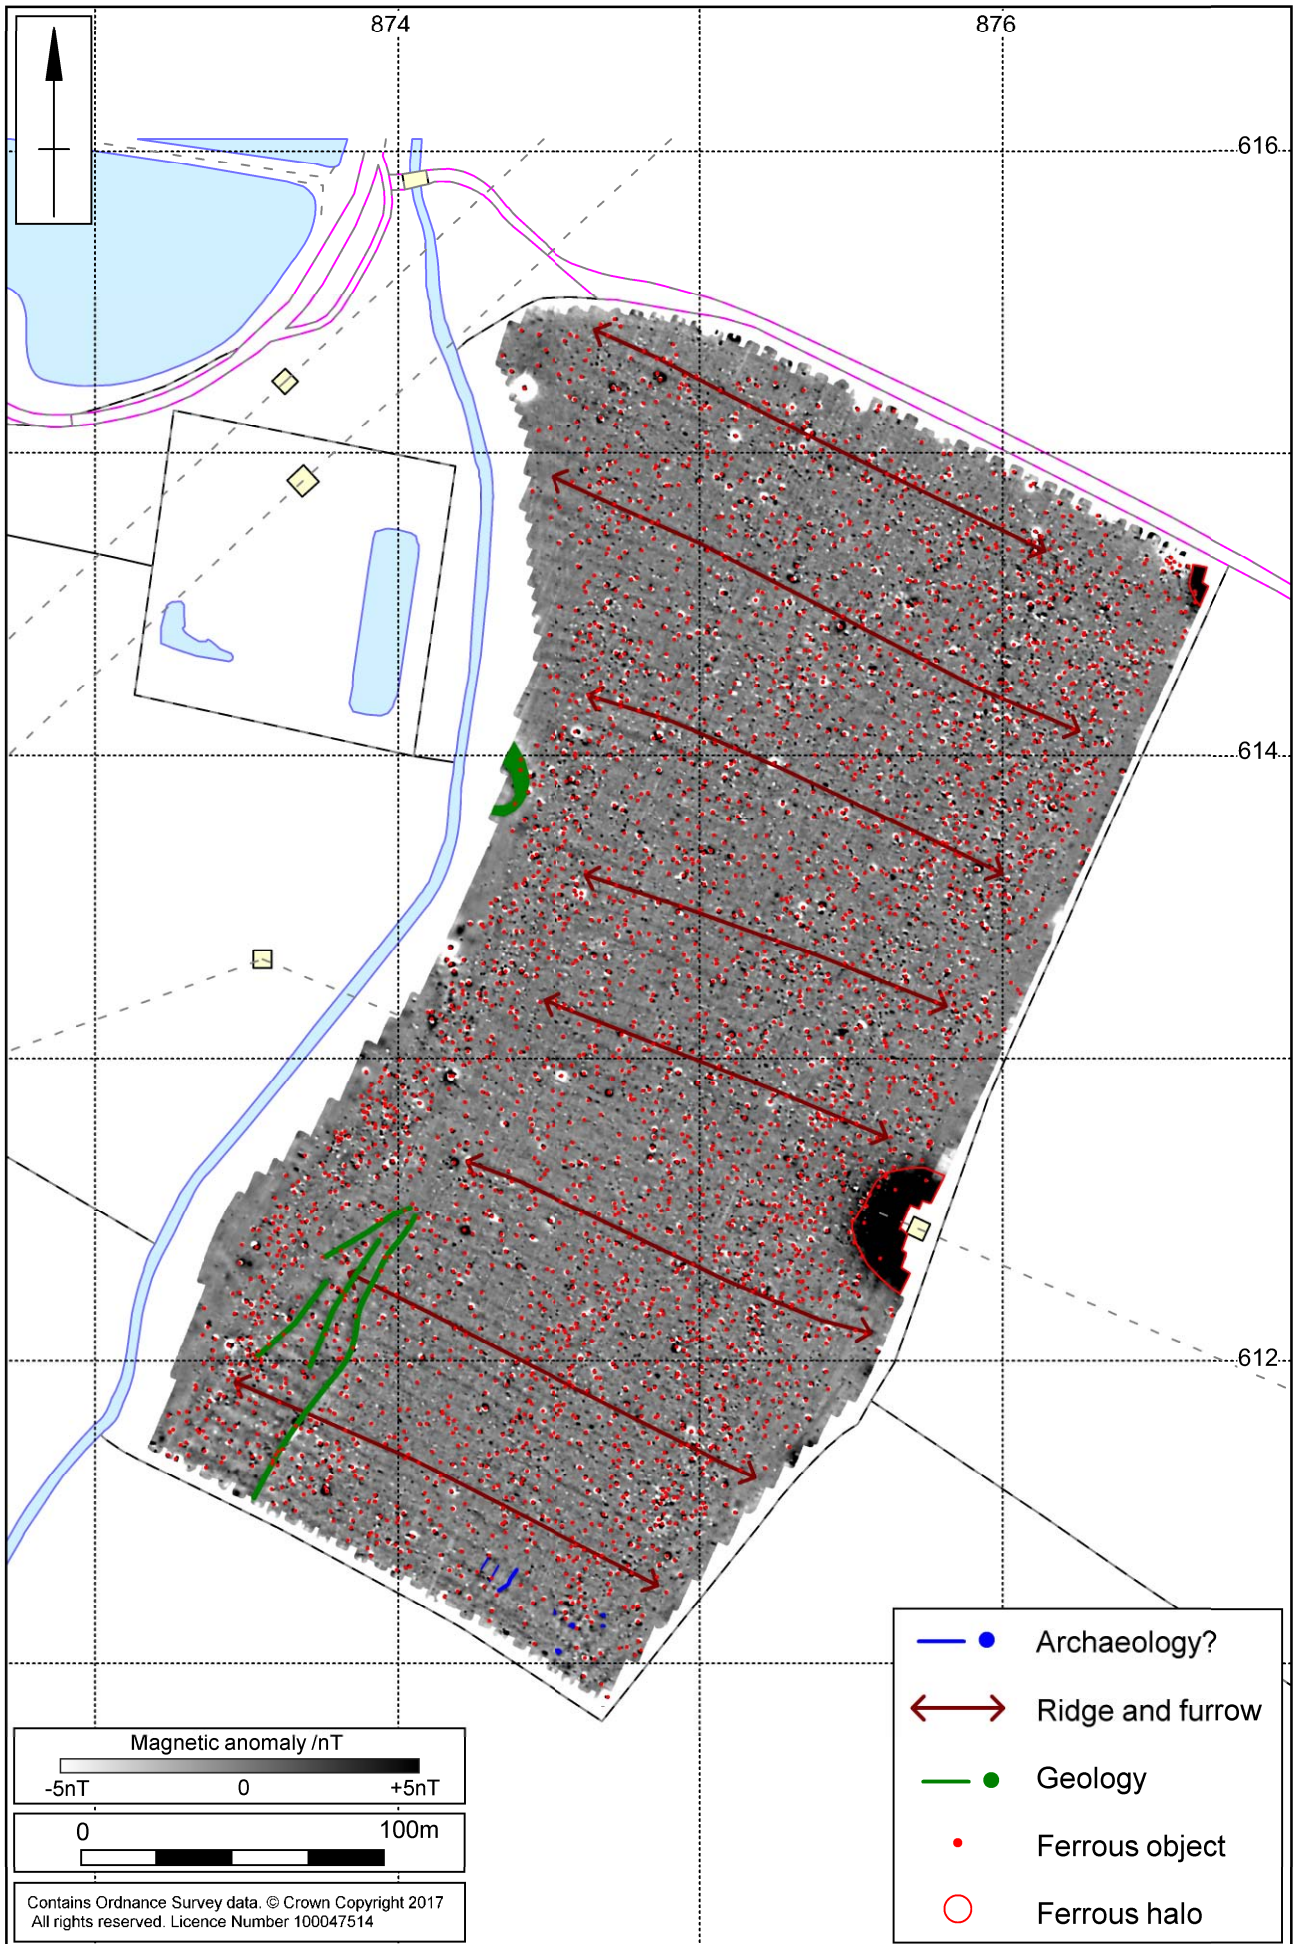 874
876
616
614
612
Archaeology?
Ridge and furrow
Geology
Ferrous object
Ferrous halo
Magnetic anomaly /nT
-5nT 0 +5nT
0 100m
Contains Ordnance Survey data. © Crown Copyright 2017
All rights reserved. Licence Number 100047514